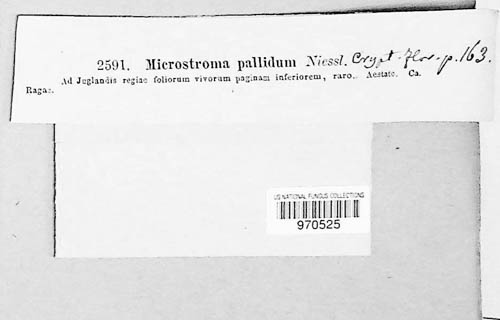 2591. Microstroma pallidum Niessl. Crypt. Flor. p. 163.
Ad Juglandis regiae foliorum vivorum paginam inferiorem, raro. Aestate. Ca.
Ragaz.
US NATIONAL FUNGUS COLLECTIONS
970525